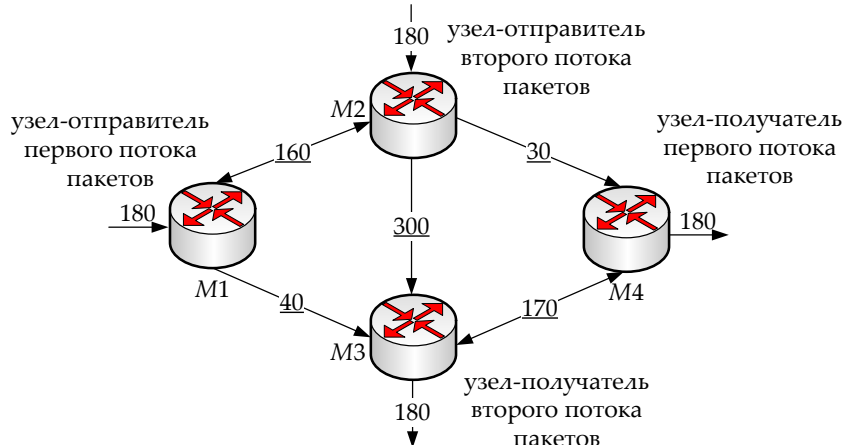 180
узел-отправитель
второго потока
пакетов
M2
узел-отправитель
первого потока
пакетов
узел-получатель
первого потока
пакетов
160
30
180
300
180
M1
M4
40
170
M3
узел-получатель
второго потока
пакетов
180